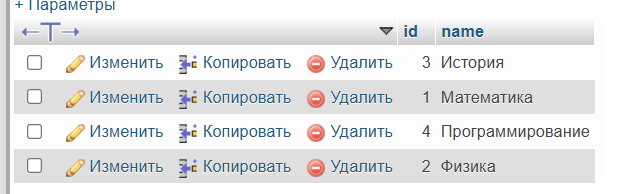 + Параметры
id name
Изменить Копировать Удалить 3 История
Изменить Копировать Удалить 1 Математика
Изменить Копировать Удалить 4 Программирование
Изменить Копировать Удалить 2 Физика